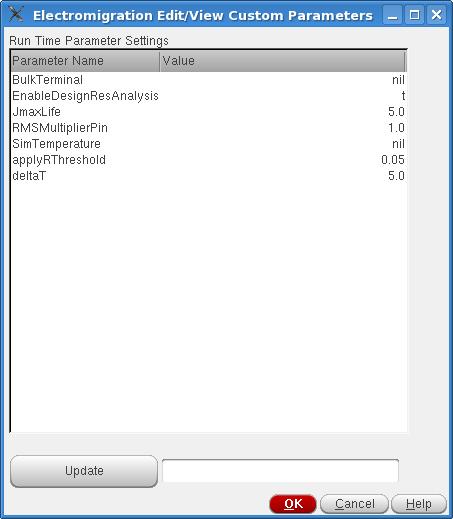 Electromigration Edit/View Custom Parameters
Run Time Parameter Settings
Parameter Name Value
BulkTerminal nil
EnableDesignResAnalysis t
JmaxLife 5.0
RMSMultiplierPin 1.0
SimTemperature nil
applyRThreshold 0.05
deltaT 5.0
Update
OK Cancel Help